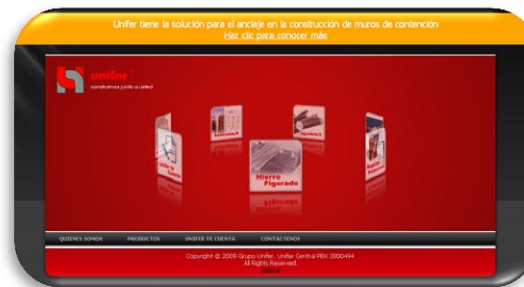 Unifer tiene la solución para el anclaje en la construcción de muros de contención
Haz clic para conocer más
unifer
construimos junto a usted
Hierro
Figurado
QUIENES SOMOS PRODUCTOS UNIFER TE CUENTA CONTACTENOS
Copyright © 2009 Grupo Unifer. Unifer Central PBX 2800494
All Rights Reserved.